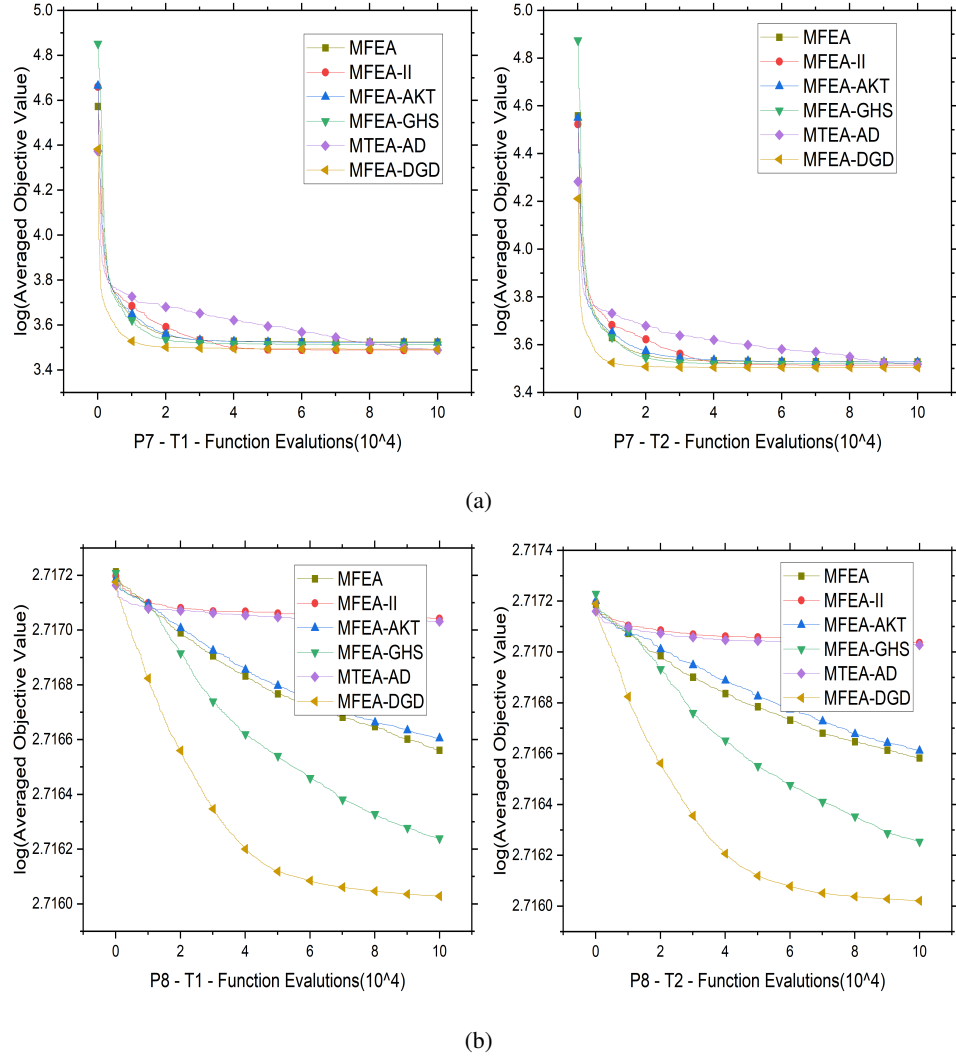 5.0
4.8
4.6
4.4
4.2
4.0
3.8
3.6
3.4
log(Averaged Objective Value)
MFEA
MFEA-II
MFEA-AKT
MFEA-GHS
MTEA-AD
MFEA-DGD
0 2 4 6 8 10
P7 - T1 - Function Evalutions(10^4)
5.0
4.8
4.6
4.4
4.2
4.0
3.8
3.6
3.4
log(Averaged Objective Value)
MFEA
MFEA-II
MFEA-AKT
MFEA-GHS
MTEA-AD
MFEA-DGD
0 2 4 6 8 10
P7 - T2 - Function Evalutions(10^4)
(a)
2.7172
2.7170
2.7168
2.7166
2.7164
2.7162
2.7160
log(Averaged Objective Value)
MFEA
MFEA-II
MFEA-AKT
MFEA-GHS
MTEA-AD
MFEA-DGD
0 2 4 6 8 10
P8 - T1 - Function Evalutions(10^4)
2.7174
2.7172
2.7170
2.7168
2.7166
2.7164
2.7162
2.7160
log(Averaged Objective Value)
MFEA
MFEA-II
MFEA-AKT
MFEA-GHS
MTEA-AD
MFEA-DGD
0 2 4 6 8 10
P8 - T2 - Function Evalutions(10^4)
(b)